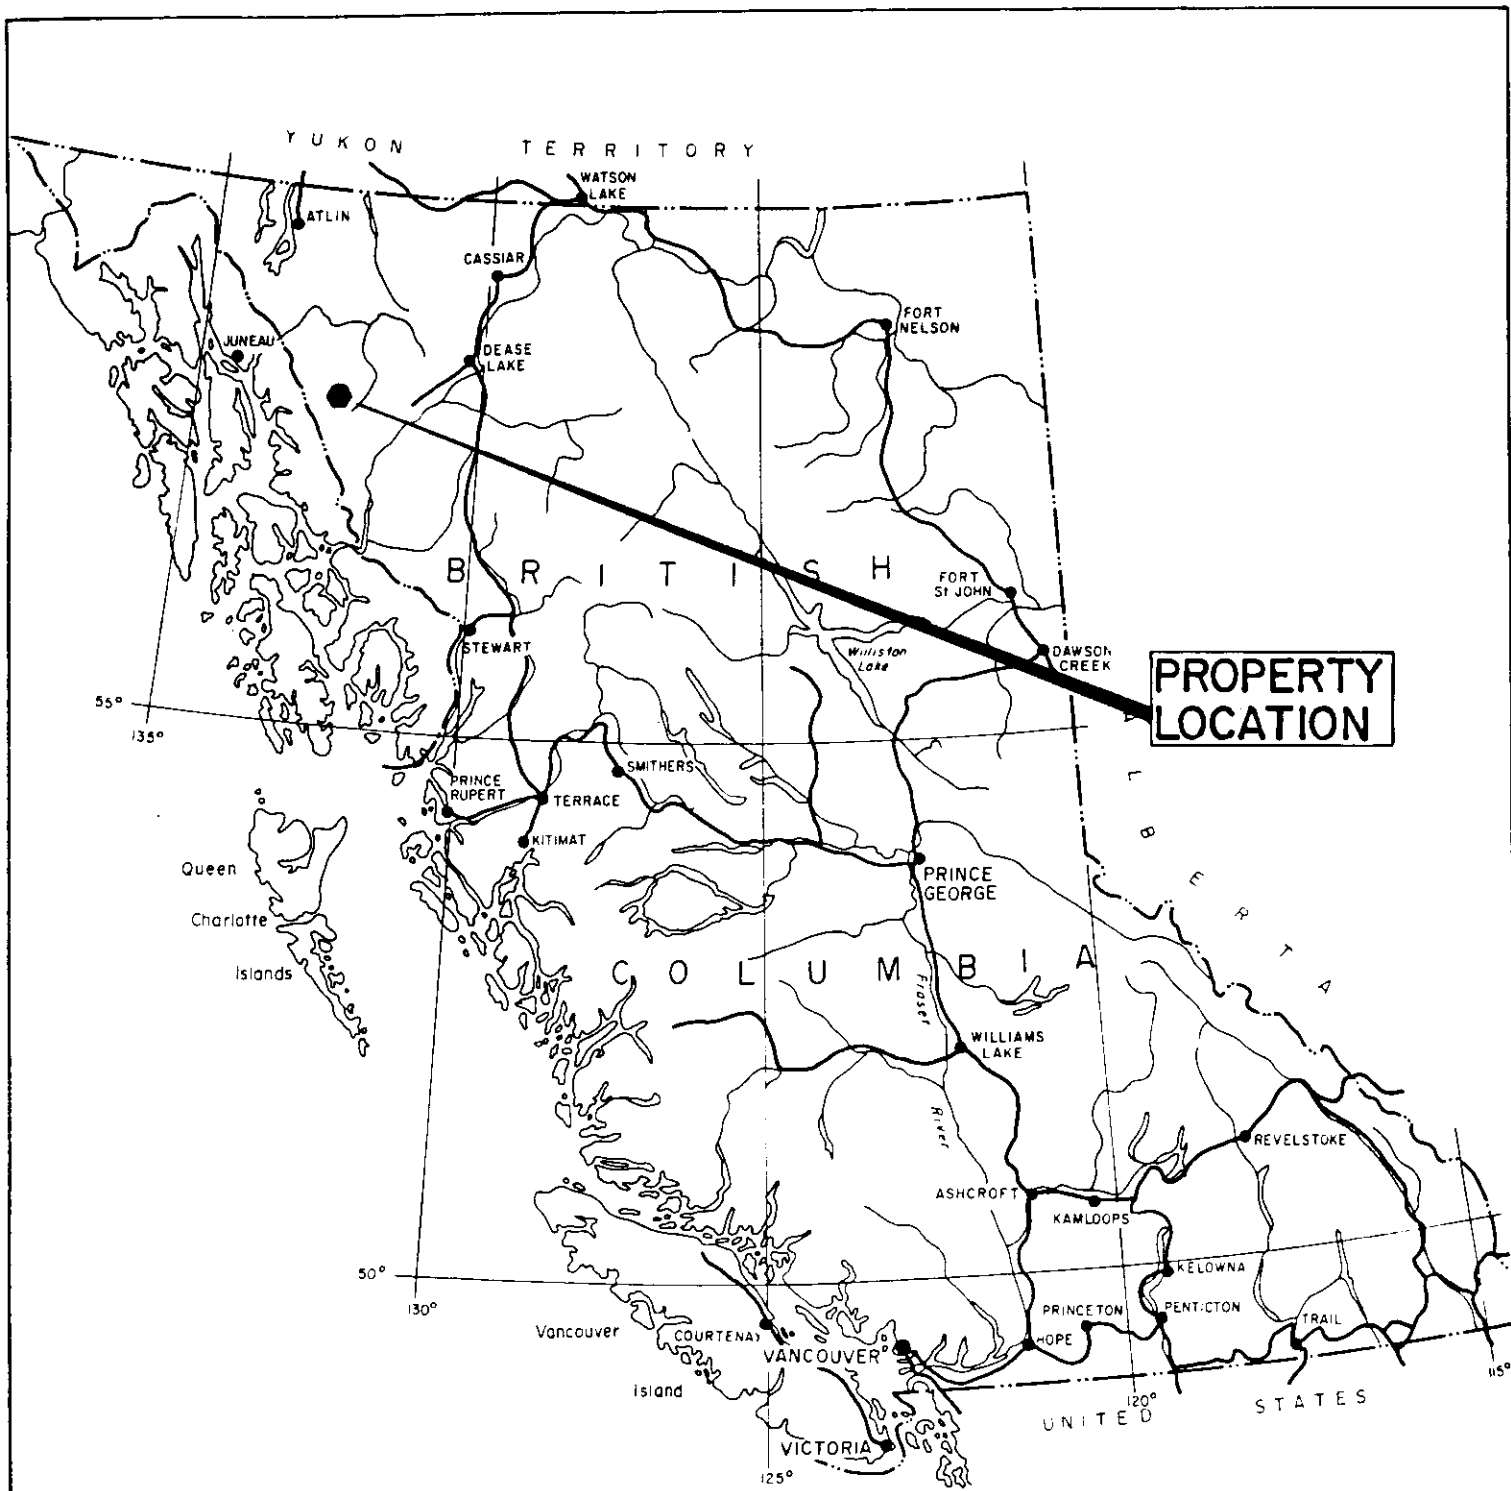 YUKON TERRITORY
WATSON
LAKE
ATLIN
CASSIAR
FORT
NELSON
JUNEAU
DEASE
LAKE
BRITISH
FORT
St JOHN
STEWART
Williston
Lake
DAWSON
CREEK
PROPERTY
LOCATION
55°
135°
ALBERTA
PRINCE
RUPERT
SMITHERS
TERRACE
KITIMAT
Queen
Charlotte
Islands
PRINCE
GEORGE
COLUMBIA
Fraser
River
WILLIAMS
LAKE
REVELSTOKE
ASHCROFT
KAMLOOPS
50°
130°
KELOWNA
PRINCETON
PENTICTON
TRAIL
HOPE
Vancouver
Island
COURTENAY
VANCOUVER
VICTORIA
125°
120°
115°
UNITED STATES